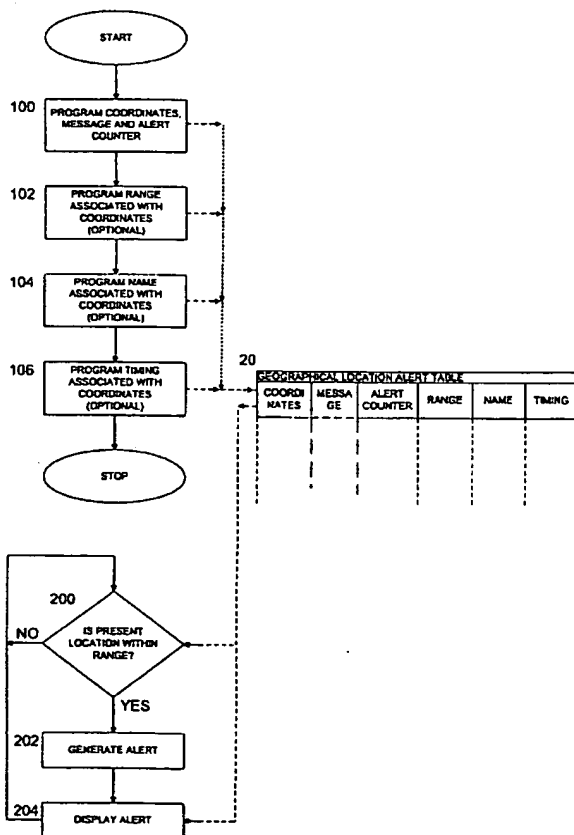 START
100
PROGRAM COORDINATES,
MESSAGE AND ALERT
COUNTER
102
PROGRAM RANGE
ASSOCIATED WITH
COORDINATES
(OPTIONAL)
104
PROGRAM NAME
ASSOCIATED WITH
COORDINATES
(OPTIONAL)
106
PROGRAM TIMING
ASSOCIATED WITH
COORDINATES
(OPTIONAL)
STOP
20
GEOGRAPHICAL LOCATION ALERT TABLE
COORDI
NATES
MESSA
GE
ALERT
COUNTER
RANGE
NAME
TIMING
200
NO
IS PRESENT
LOCATION WITHIN
RANGE?
YES
202
GENERATE ALERT
204
DISPLAY ALERT